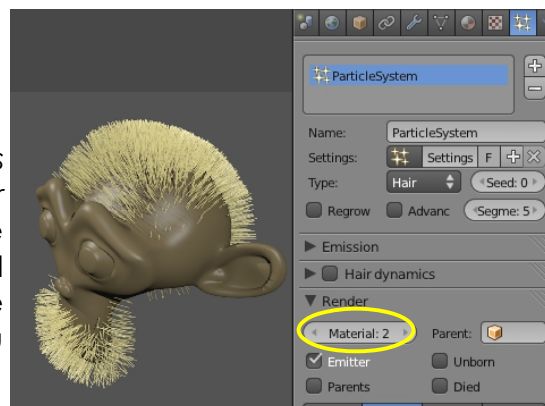 ParticleSystem
Name: ParticleSystem
Settings: Settings F
Type: Hair Seed: 0
Regrow Advanc Segme: 5
Emission
Hair dynamics
Render
Material: 2 Parent:
Emitter Unborn
Parents Died